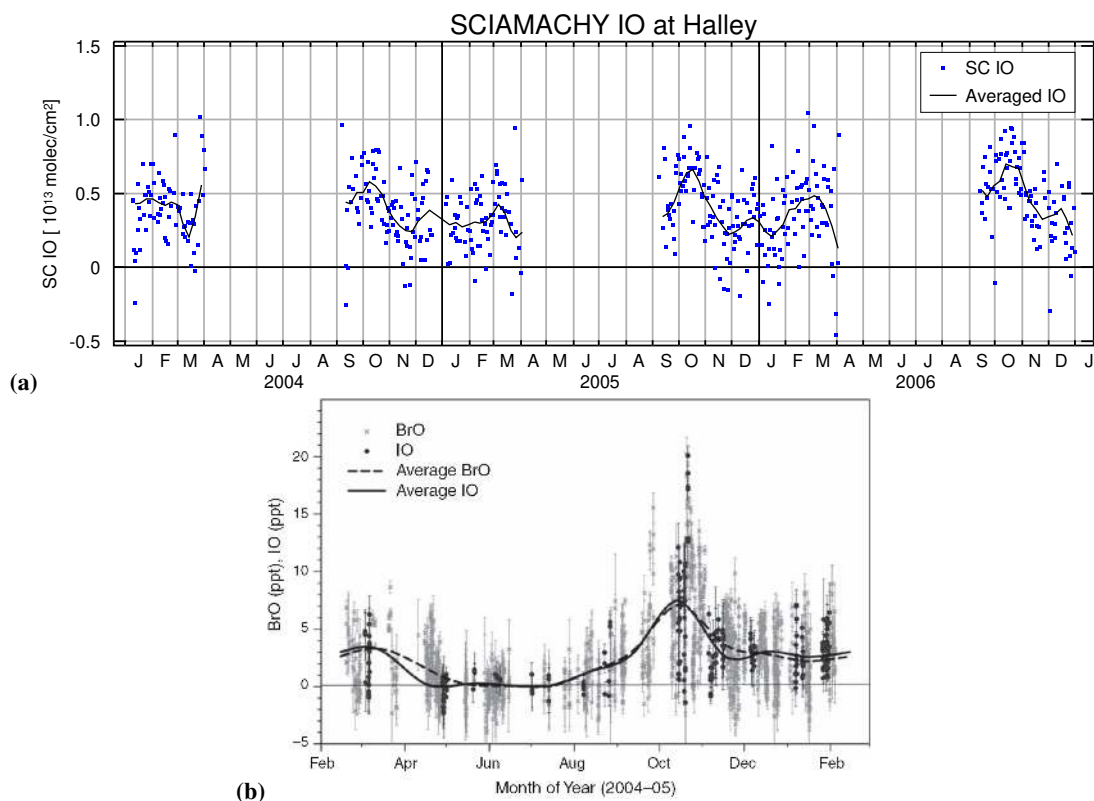 SCIAMACHY IO at Halley
1.5
1.0
0.5
0
-0.5
SC IO [ 10¹³ molec/cm²]
SC IO
Averaged IO
J F M A M J J A S O N D J F M A M J J A S O N D J F M A M J J A S O N D J
2004 2005 2006
(a)
BrO
IO
Average BrO
Average IO
20
15
10
5
0
−5
BrO (ppt), IO (ppt)
Feb Apr Jun Aug Oct Dec Feb
Month of Year (2004–05)
(b)